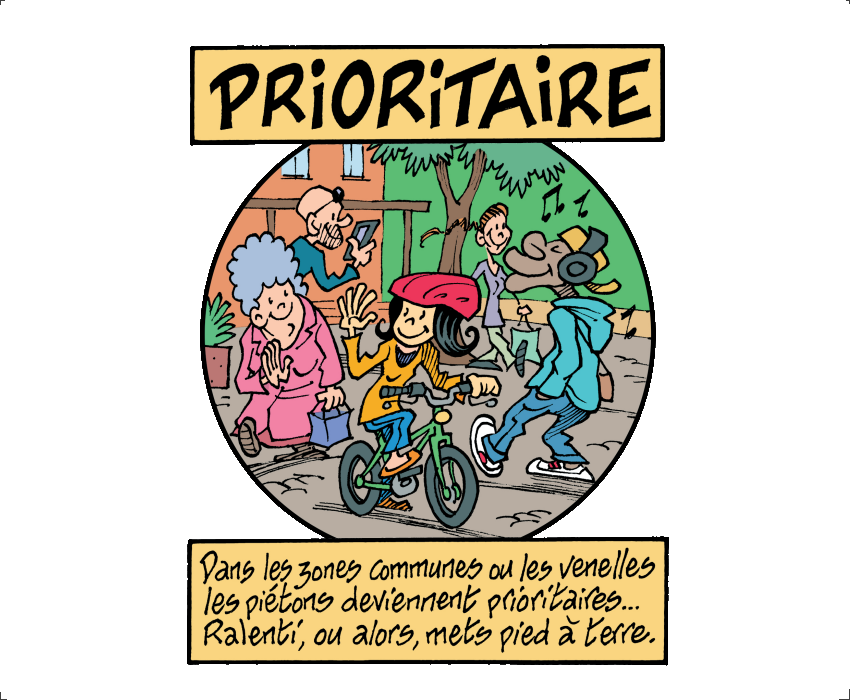 PRiORiTAiRE
Dans les zones communes ou les venelles
les piétons deviennent prioritaires...
Ralenti, ou alors, mets pied à terre.